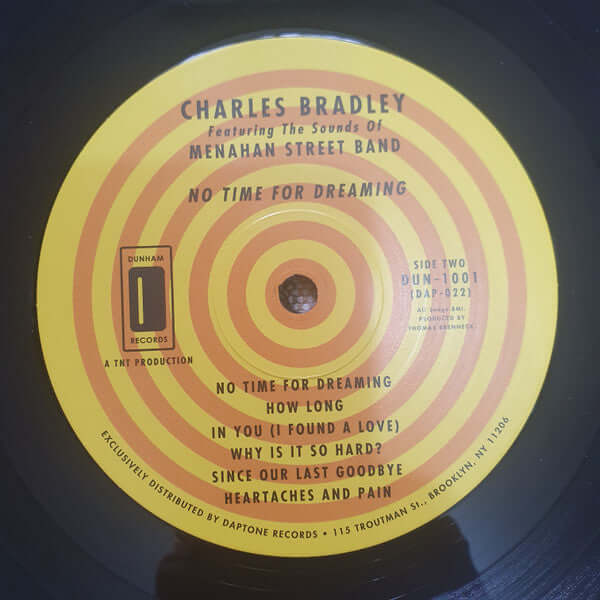 CHARLES BRADLEY
Featuring The Sounds Of
MENAHAN STREET BAND
NO TIME FOR DREAMING
DUNHAM
RECORDS
A TNT PRODUCTION
SIDE TWO
DUN-1001
(DAP-022)
All Songs BMI.
PRODUCED BY
THOMAS BRENNECK
NO TIME FOR DREAMING
HOW LONG
IN YOU (I FOUND A LOVE)
WHY IS IT SO HARD?
SINCE OUR LAST GOODBYE
HEARTACHES AND PAIN
EXCLUSIVELY DISTRIBUTED BY DAPTONE RECORDS • 115 TROUTMAN St., BROOKLYN, NY 11206